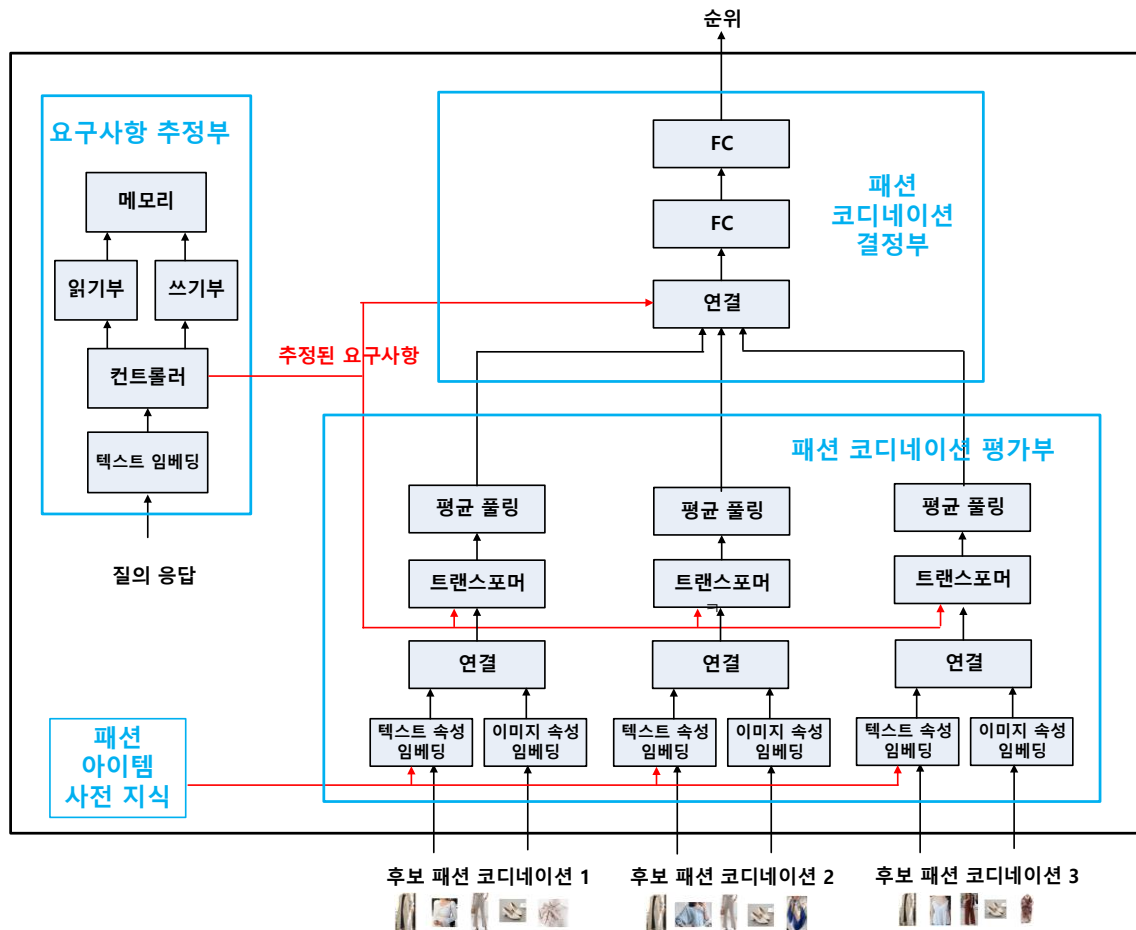 순위
요구사항 추정부
메모리
읽기부
쓰기부
컨트롤러
텍스트 임베딩
질의 응답
추정된 요구사항
FC
FC
연결
패션
코디네이션
결정부
패션 코디네이션 평가부
평균 풀링
평균 풀링
평균 풀링
트랜스포머
트랜스포머
트랜스포머
연결
연결
연결
텍스트 속성
임베딩
이미지 속성
임베딩
텍스트 속성
임베딩
이미지 속성
임베딩
텍스트 속성
임베딩
이미지 속성
임베딩
패션
아이템
사전 지식
후보 패션 코디네이션 1
후보 패션 코디네이션 2
후보 패션 코디네이션 3